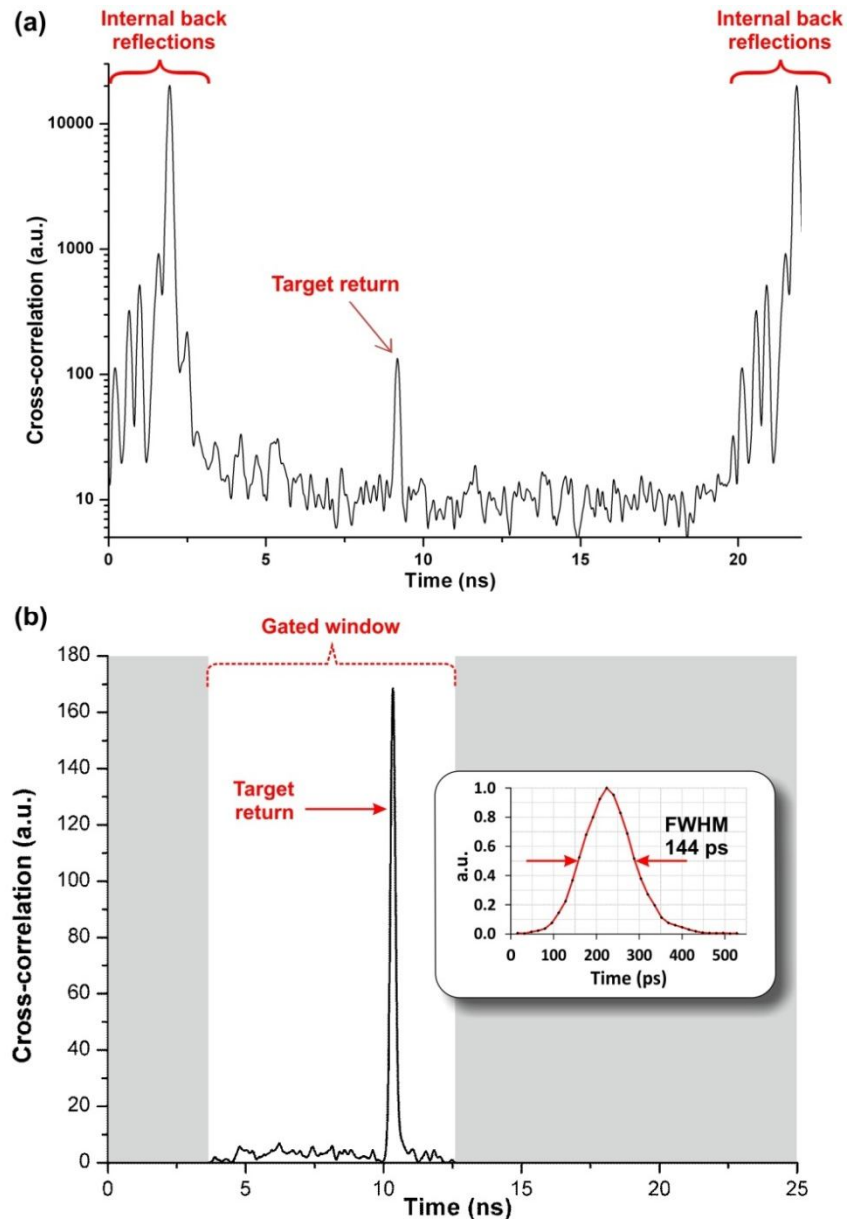 (a)
Internal back
reflections
Internal back
reflections
10000
1000
100
10
Cross-correlation (a.u.)
Target return
0
5
10
15
20
Time (ns)
(b)
Gated window
180
160
140
120
100
80
60
40
20
0
Cross-correlation (a.u.)
Target
return
1.0
0.8
0.6
0.4
0.2
0.0
a.u.
FWHM
144 ps
0 100 200 300 400 500
Time (ps)
0
5
10
15
20
25
Time (ns)